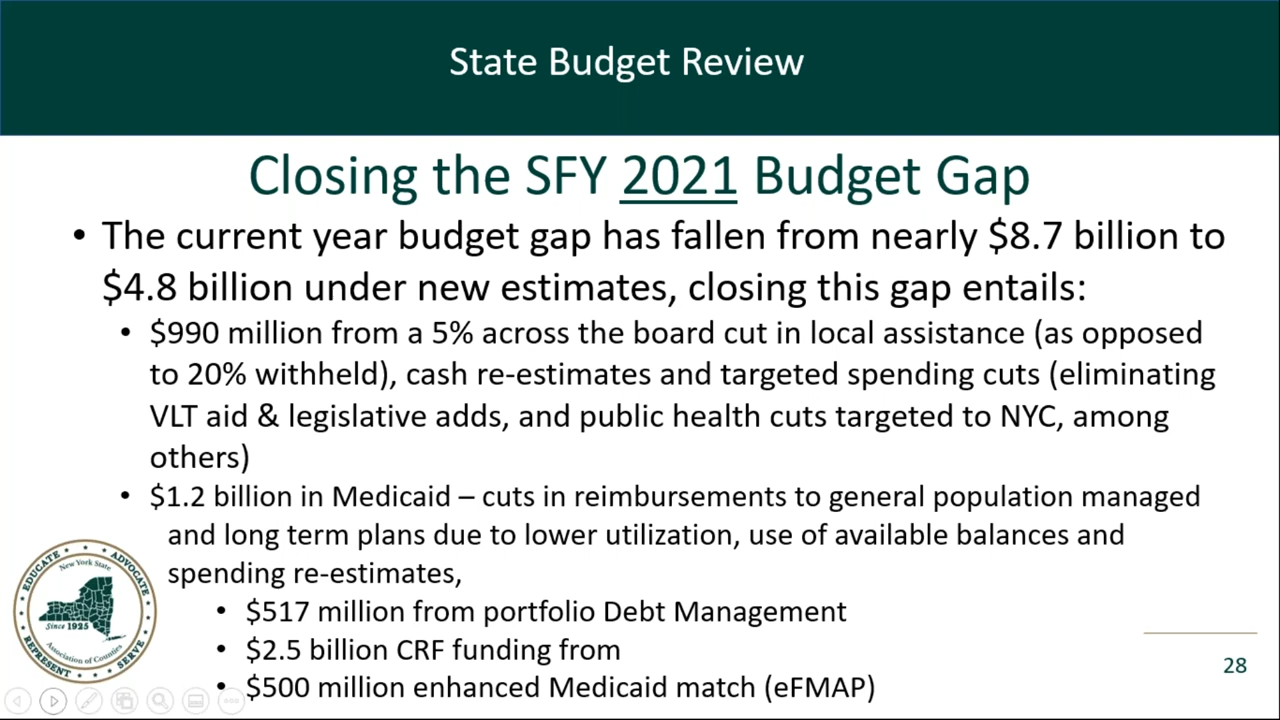 State Budget Review
Closing the SFY 2021 Budget Gap
• The current year budget gap has fallen from nearly $8.7 billion to
$4.8 billion under new estimates, closing this gap entails:
• $990 million from a 5% across the board cut in local assistance (as opposed
to 20% withheld), cash re-estimates and targeted spending cuts (eliminating
VLT aid & legislative adds, and public health cuts targeted to NYC, among
others)
• $1.2 billion in Medicaid – cuts in reimbursements to general population managed
and long term plans due to lower utilization, use of available balances and
spending re-estimates,
• $517 million from portfolio Debt Management
• $2.5 billion CRF funding from
• $500 million enhanced Medicaid match (eFMAP)
EDUCATE ADVOCATE
New York State
Since 1925
Association of Counties
REPRESENT SERVE
28